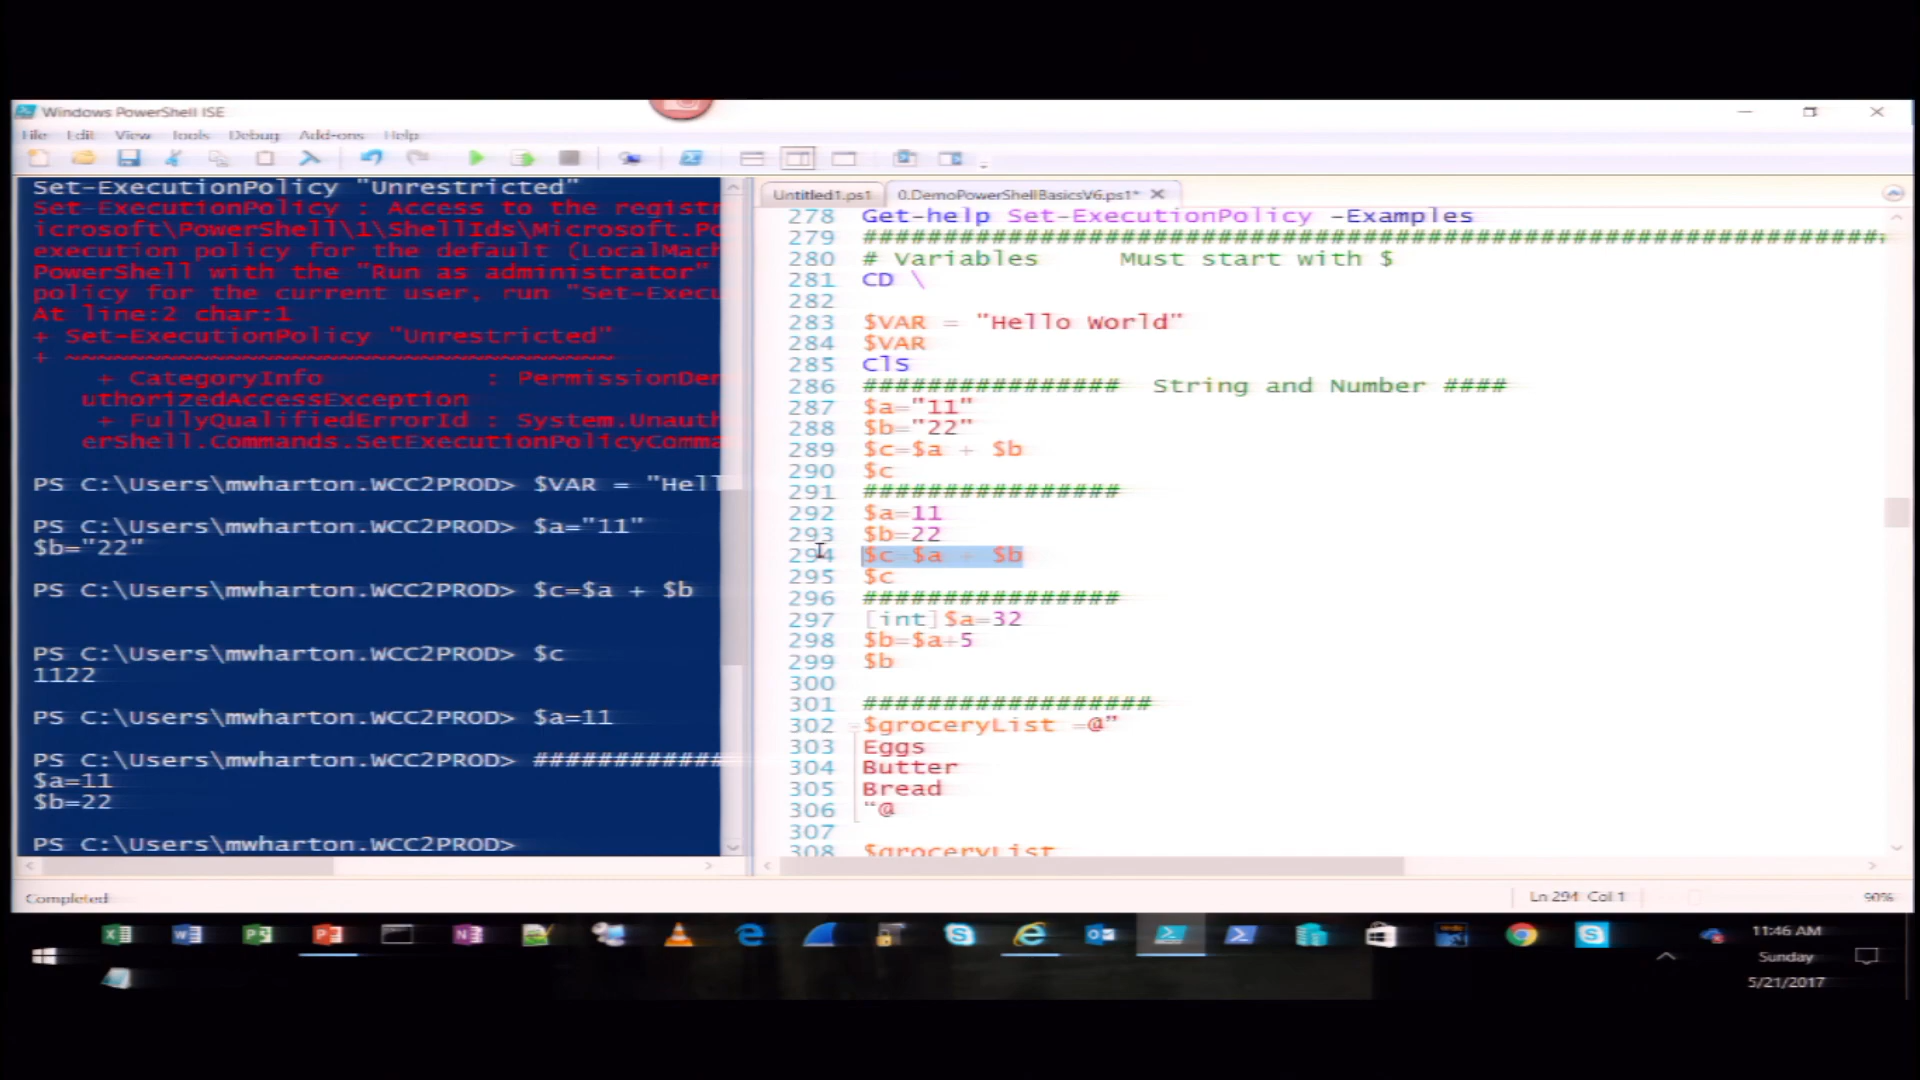 Windows PowerShell ISE
File Edit View Tools Debug Add-ons Help
Set-ExecutionPolicy "Unrestricted"
Set-ExecutionPolicy : Access to the registr
icrosoft\PowerShell\1\ShellIds\Microsoft.Po
execution policy for the default (LocalMach
PowerShell with the "Run as administrator"
policy for the current user, run "Set-Execu
At line:2 char:1
+ Set-ExecutionPolicy "Unrestricted"
+ ~~~~~~~~~~~~~~~~~~~~~~~~~~~~~~~~~~
+ CategoryInfo : PermissionDen
uthorizedAccessException
+ FullyQualifiedErrorId : System.Unauth
erShell.Commands.SetExecutionPolicyComma
PS C:\Users\mwharton.WCC2PROD> $VAR = "Hell
PS C:\Users\mwharton.WCC2PROD> $a="11"
$b="22"
PS C:\Users\mwharton.WCC2PROD> $c=$a + $b
PS C:\Users\mwharton.WCC2PROD> $c
1122
PS C:\Users\mwharton.WCC2PROD> $a=11
PS C:\Users\mwharton.WCC2PROD> ############
$a=11
$b=22
PS C:\Users\mwharton.WCC2PROD>
Untitled1.ps1 0.DemoPowerShellBasicsV6.ps1*
278 Get-help Set-ExecutionPolicy -Examples
279 ################################################################
280 # Variables Must start with $
281 CD \
282
283 $VAR = "Hello World"
284 $VAR
285 ClS
286 ################ String and Number ####
287 $a="11"
288 $b="22"
289 $c=$a + $b
290 $c
291 ################
292 $a=11
293 $b=22
294 $c=$a + $b
295 $c
296 ################
297 [int]$a=32
298 $b=$a+5
299 $b
300
301 ##################
302 $groceryList =@"
303 Eggs
304 Butter
305 Bread
306 "@
307
308 $groceryList
Completed
Ln 294 Col 1
90%
11:46 AM
Sunday
5/21/2017